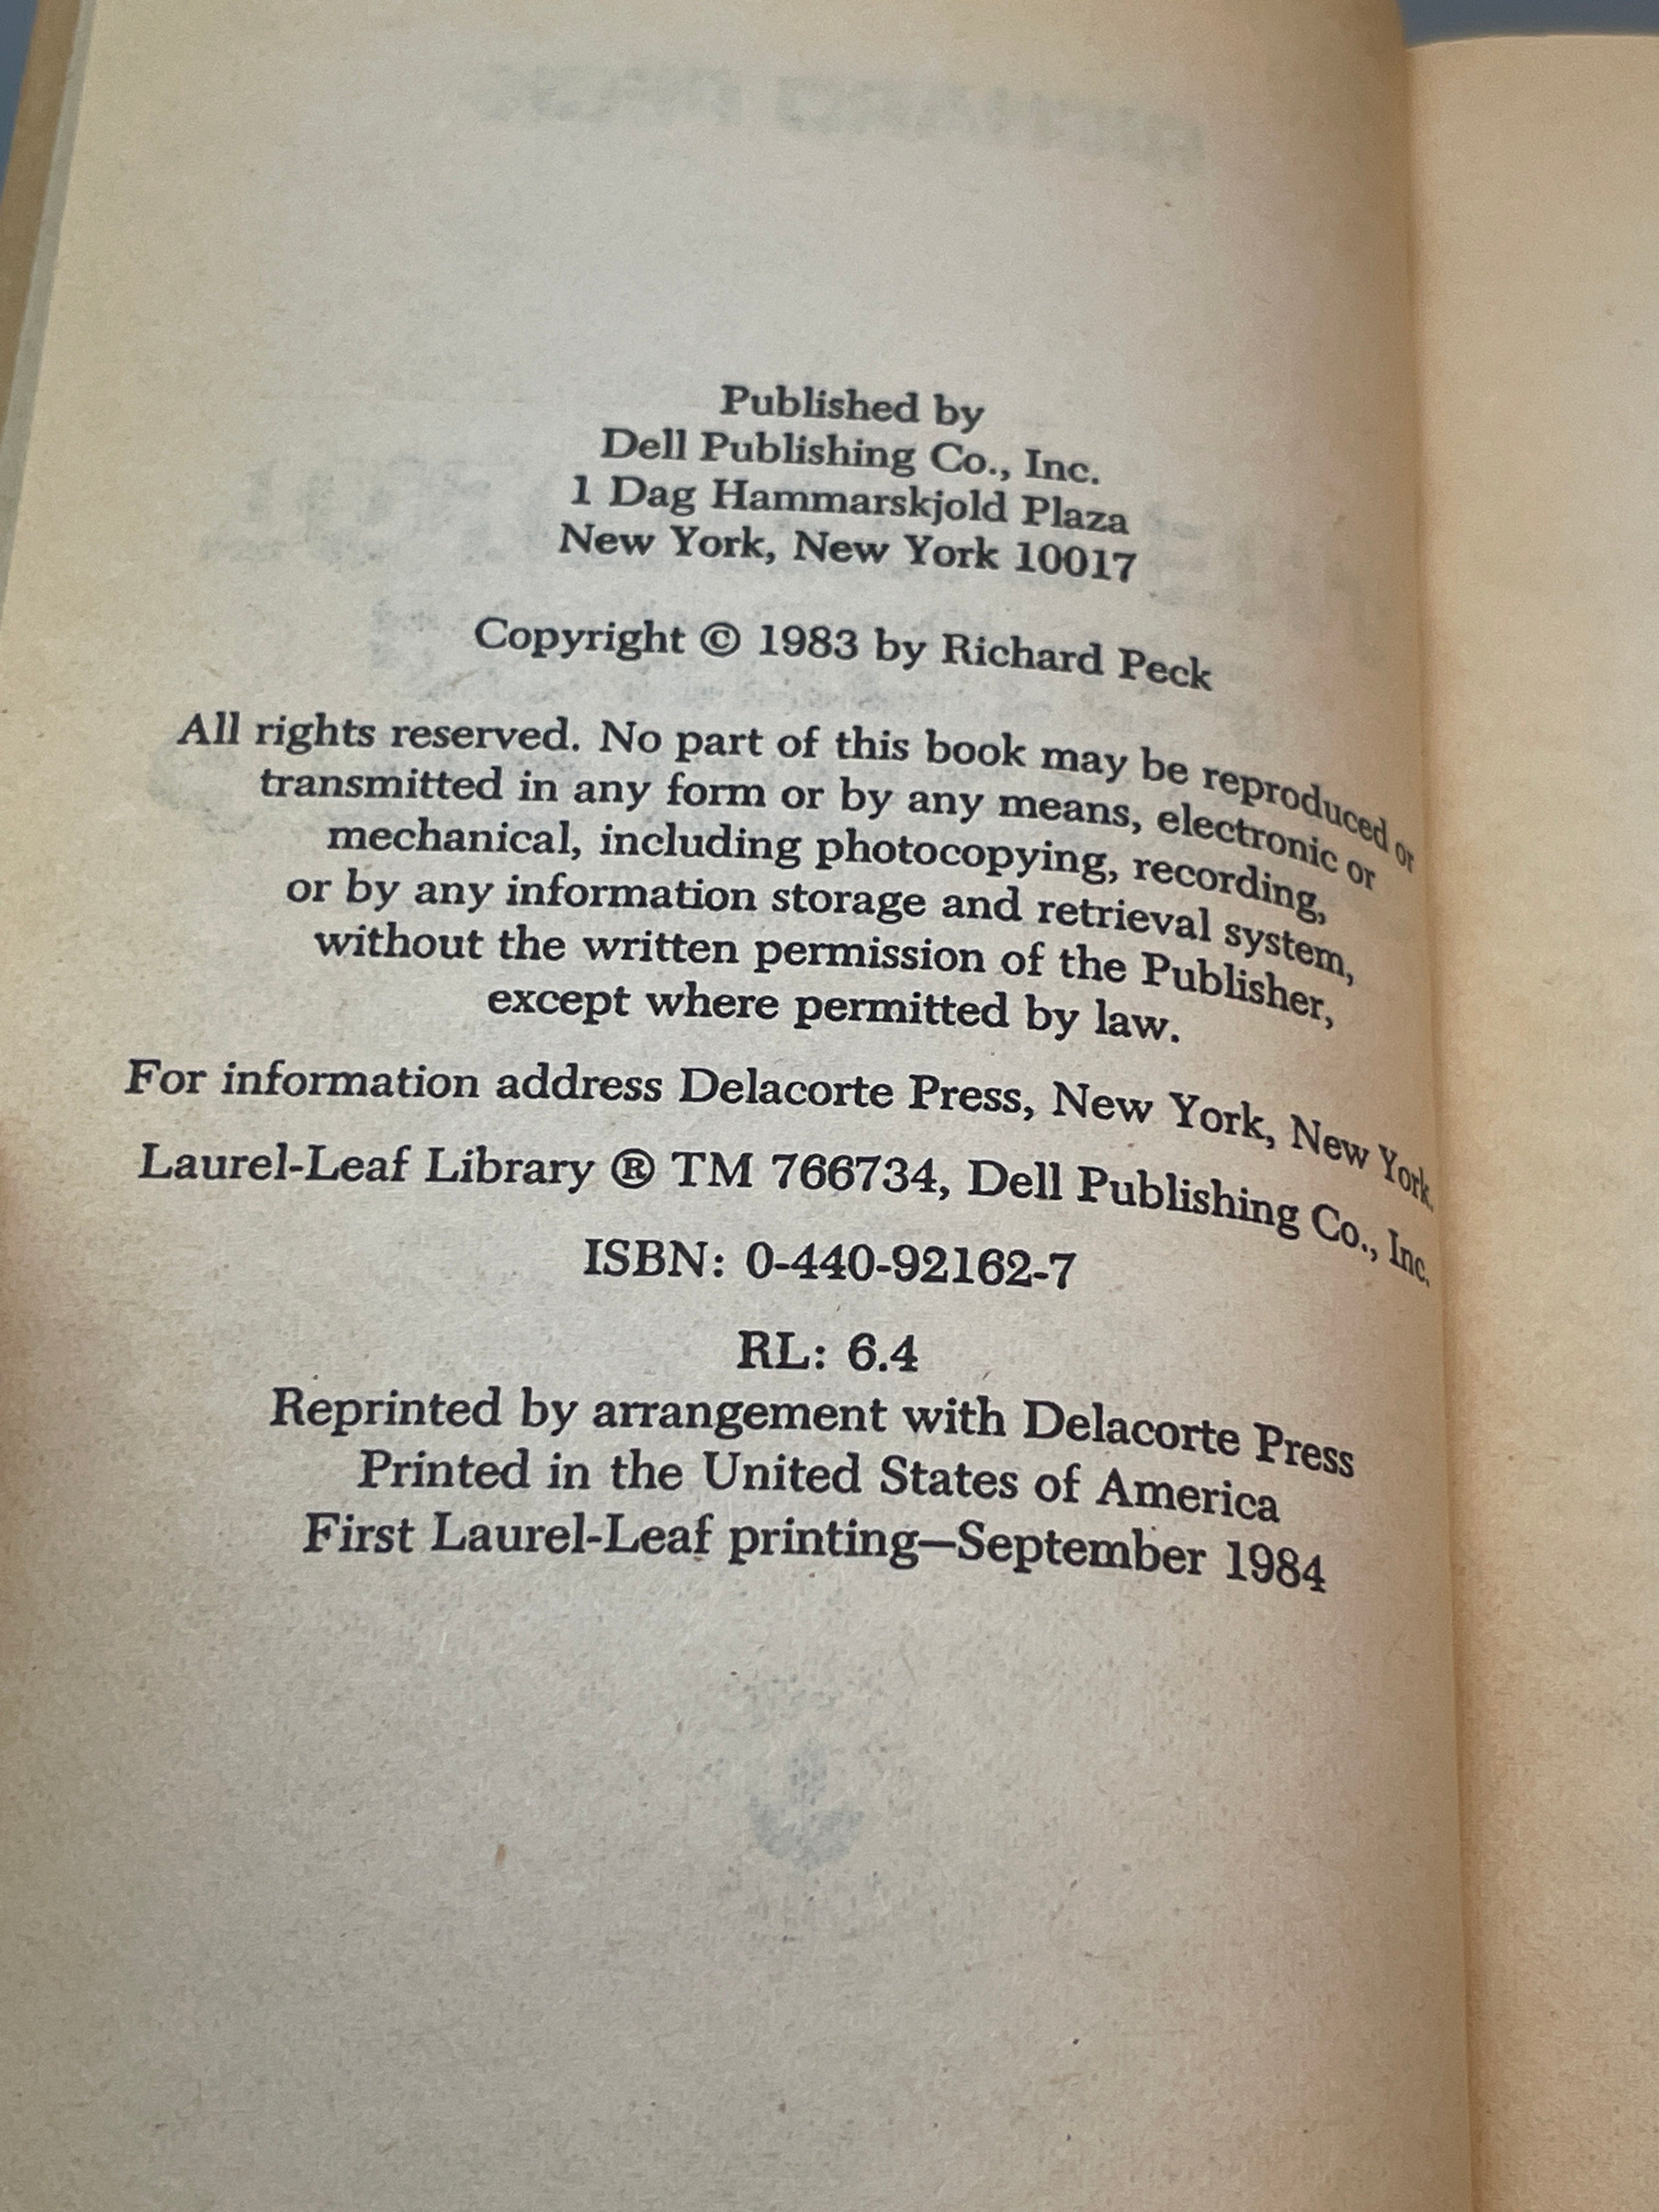 Published by
Dell Publishing Co., Inc.
1 Dag Hammarskjold Plaza
New York, New York 10017
Copyright © 1983 by Richard Peck
All rights reserved. No part of this book may be reproduced or
transmitted in any form or by any means, electronic or
mechanical, including photocopying, recording,
or by any information storage and retrieval system,
without the written permission of the Publisher,
except where permitted by law.
For information address Delacorte Press, New York, New York.
Laurel-Leaf Library ® TM 766734, Dell Publishing Co., Inc.
ISBN: 0-440-92162-7
RL: 6.4
Reprinted by arrangement with Delacorte Press
Printed in the United States of America
First Laurel-Leaf printing—September 1984